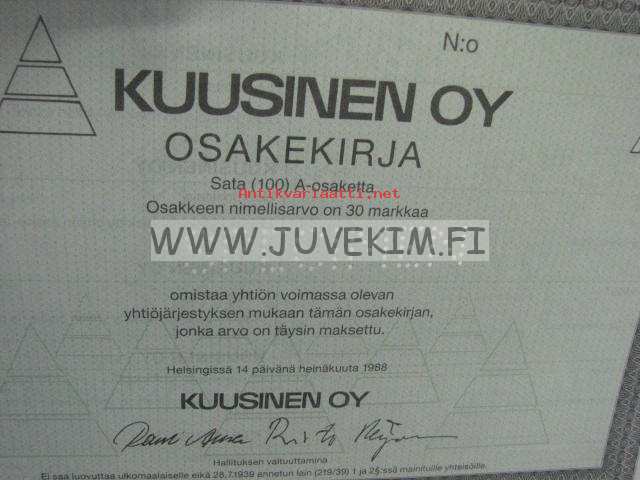 N:o
KUUSINEN OY
OSAKEKIRJA
Sata (100) A-osaketta
Antikvariaatti.net
Osakkeen nimellisarvo on 30 markkaa
WWW.JUVEKIM.FI
omistaa yhtiön voimassa olevan
yhtiöjärjestyksen mukaan tämän osakekirjan,
jonka arvo on täysin maksettu.
Helsingissä 14 päivänä heinäkuuta 1988
KUUSINEN OY
Hallituksen valtuuttamina
Ei saa luovuttaa ulkomaalaiselle eikä 28.7.1939 annetun lain (219/39) 1 ja 2§:ssä mainituille yhteisöille.